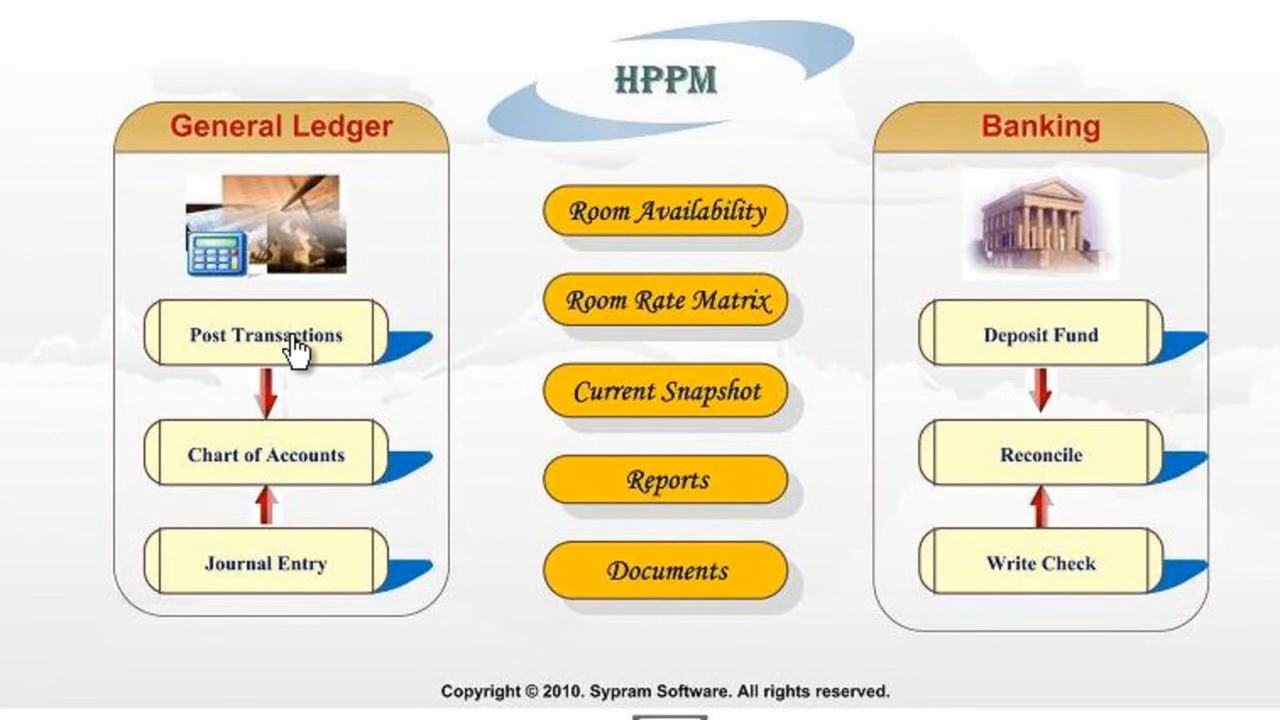 HPPM
General Ledger
Post Transactions
Chart of Accounts
Journal Entry
Room Availability
Room Rate Matrix
Current Snapshot
Reports
Documents
Banking
Deposit Fund
Reconcile
Write Check
Copyright © 2010. Sypram Software. All rights reserved.